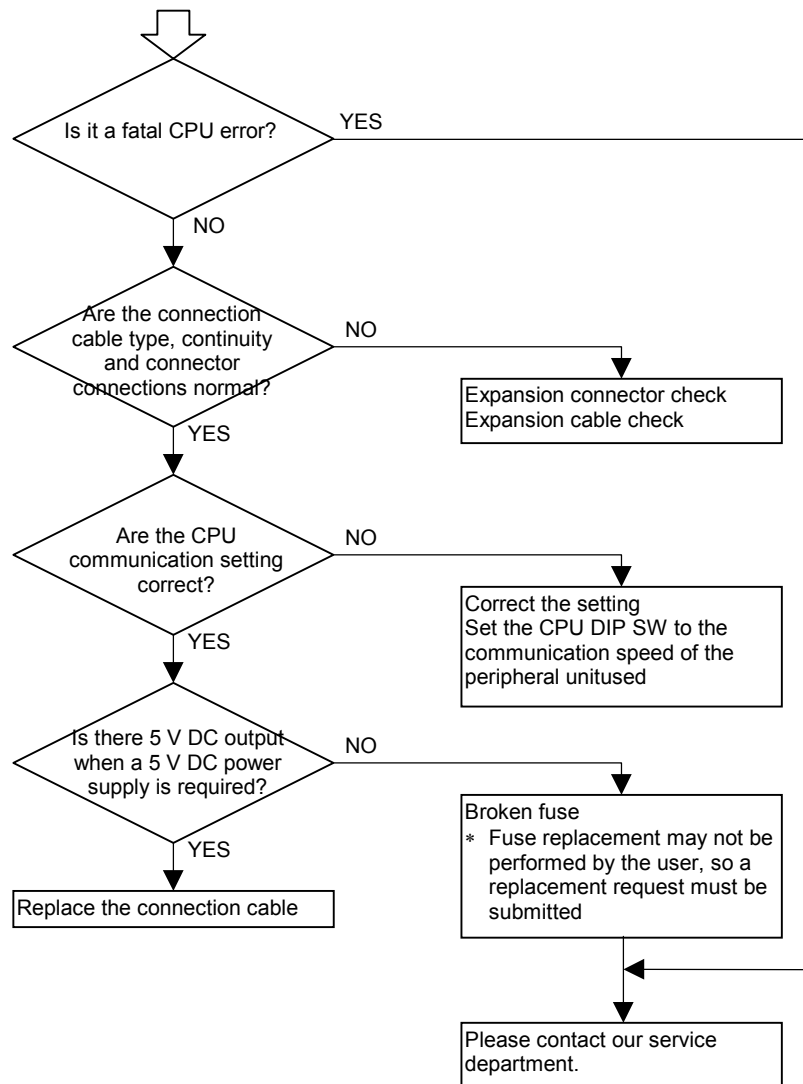 Is it a fatal CPU error?
YES
NO
Are the connection
cable type, continuity
and connector
connections normal?
NO
Expansion connector check
Expansion cable check
YES
Are the CPU
communication setting
correct?
NO
Correct the setting
Set the CPU DIP SW to the
communication speed of the
peripheral unitused
YES
Is there 5 V DC output
when a 5 V DC power
supply is required?
NO
Broken fuse
* Fuse replacement may not be
performed by the user, so a
replacement request must be
submitted
YES
Replace the connection cable
Please contact our service
department.